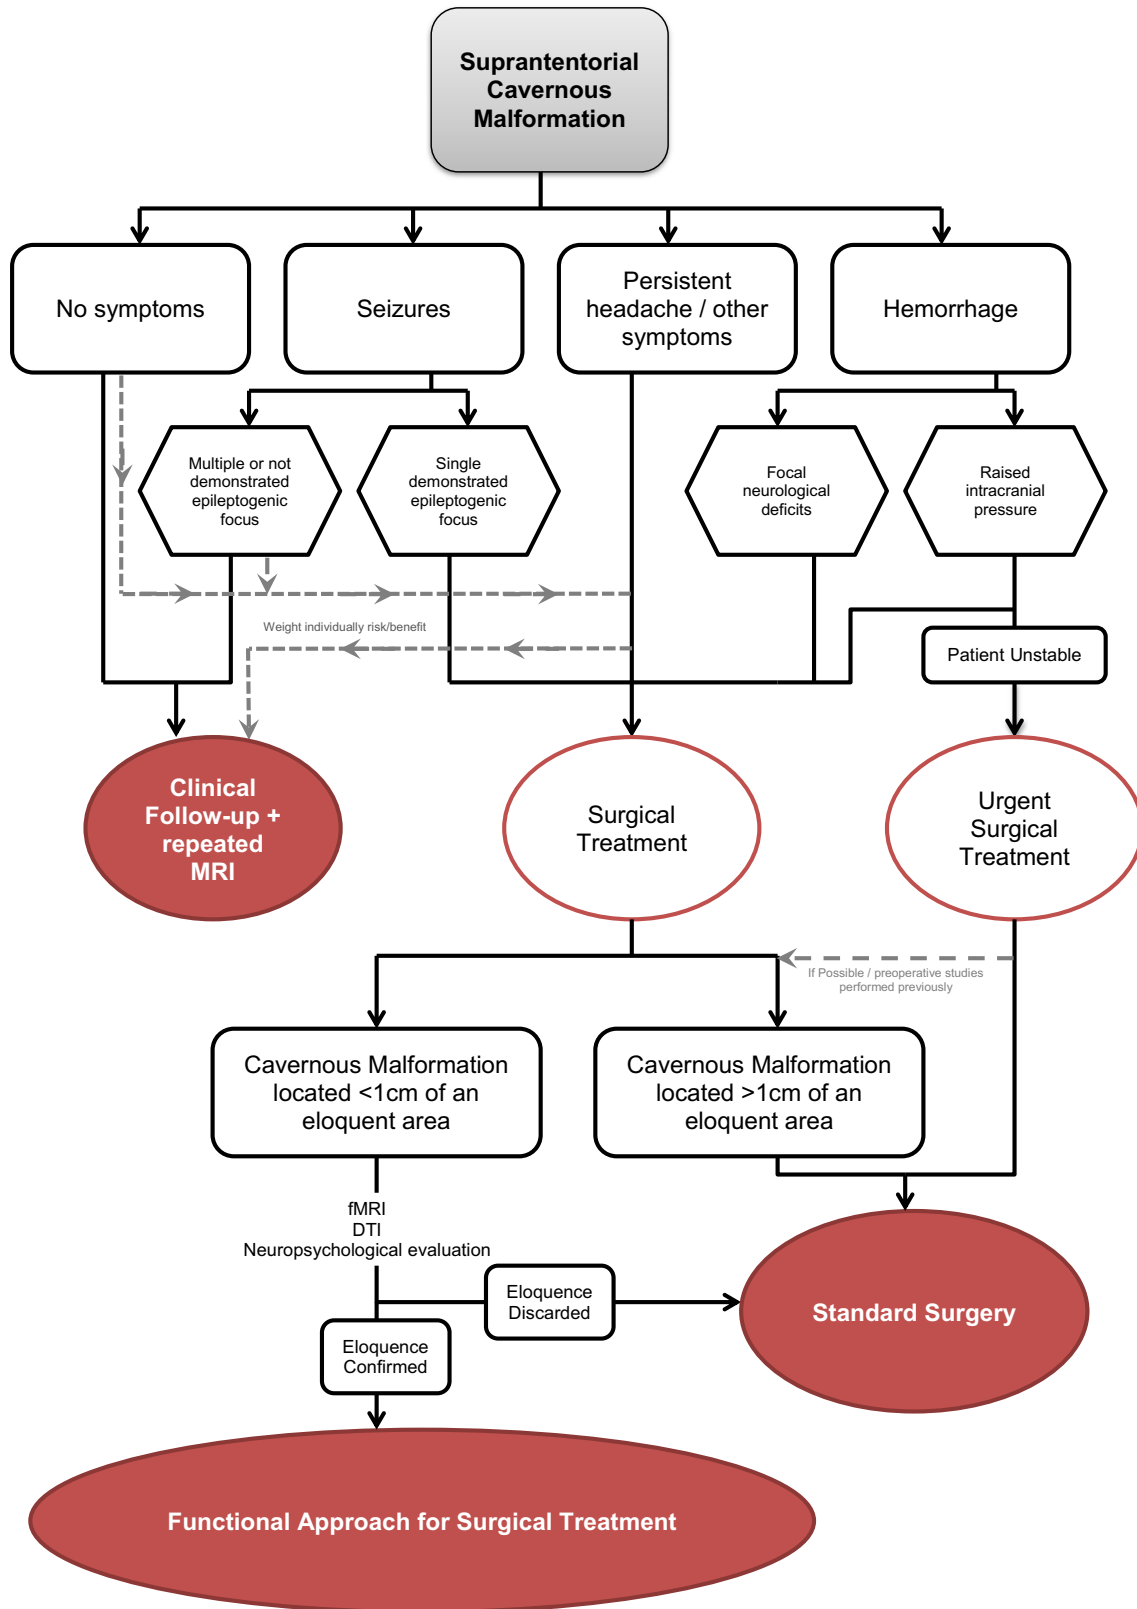 Suprantentorial
Cavernous
Malformation
No symptoms
Seizures
Persistent
headache / other
symptoms
Hemorrhage
Multiple or not
demonstrated
epileptogenic
focus
Single
demonstrated
epileptogenic
focus
Focal
neurological
deficits
Raised
intracranial
pressure
Weight individually risk/benefit
Patient Unstable
Clinical
Follow-up +
repeated
MRI
Surgical
Treatment
Urgent
Surgical
Treatment
If Possible / preoperative studies
performed previously
Cavernous Malformation
located <1cm of an
eloquent area
Cavernous Malformation
located >1cm of an
eloquent area
fMRI
DTI
Neuropsychological evaluation
Eloquence
Discarded
Eloquence
Confirmed
Standard Surgery
Functional Approach for Surgical Treatment